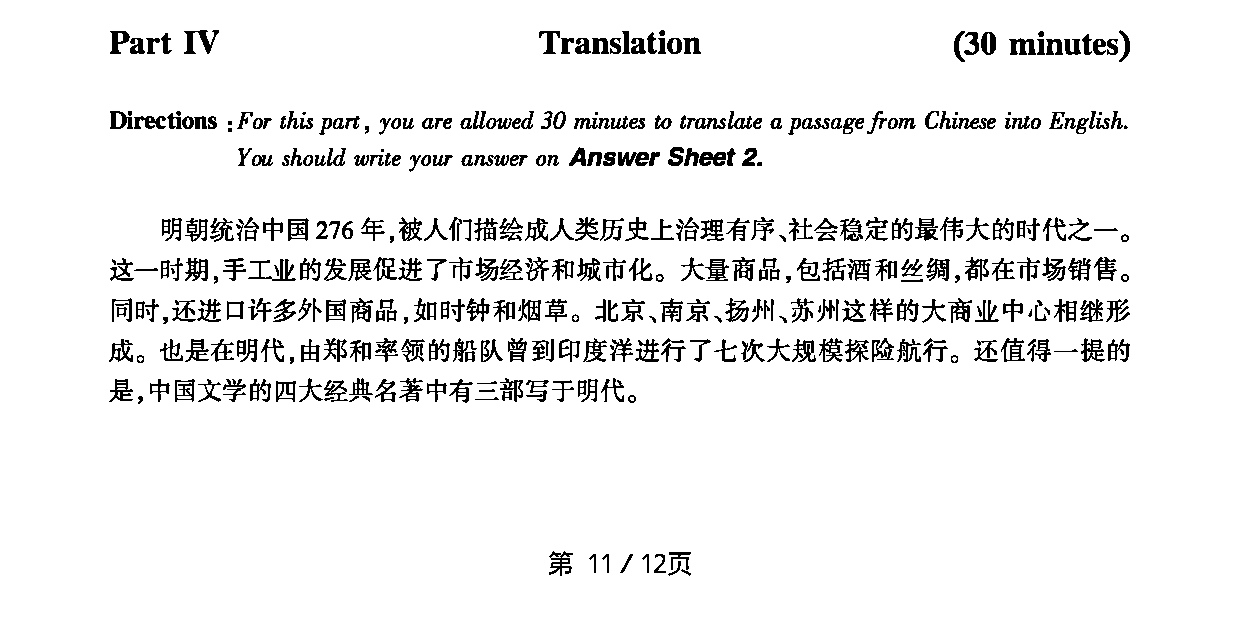 Part IV Translation (30 minutes)
Directions : For this part, you are allowed 30 minutes to translate a passage from Chinese into English.
You should write your answer on Answer Sheet 2.
明朝统治中国276年,被人们描绘成人类历史上治理有序、社会稳定的最伟大的时代之一。
这一时期,手工业的发展促进了市场经济和城市化。大量商品,包括酒和丝绸,都在市场销售。
同时,还进口许多外国商品,如时钟和烟草。北京、南京、扬州、苏州这样的大商业中心相继形
成。也是在明代,由郑和率领的船队曾到印度洋进行了七次大规模探险航行。还值得一提的
是,中国文学的四大经典名著中有三部写于明代。
第 11 / 12页